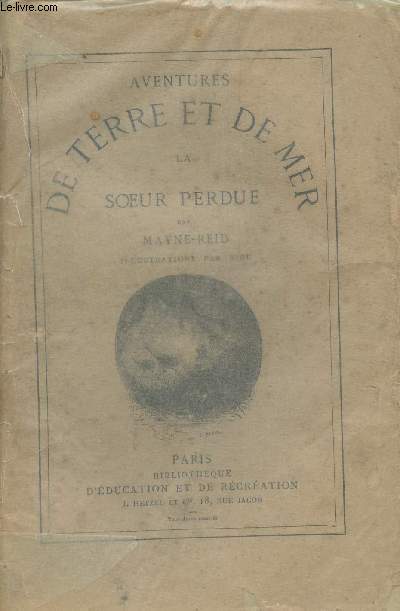 Le-livre.com
AVENTURES
DE TERRE ET DE MER
LA
SŒUR PERDUE
PAR
MAYNE-REID
ILLUSTRATIONS PAR RIOU
PARIS
BIBLIOTHÈQUE
D'ÉDUCATION ET DE RÉCRÉATION
J. HETZEL ET Cie, 18, RUE JACOB